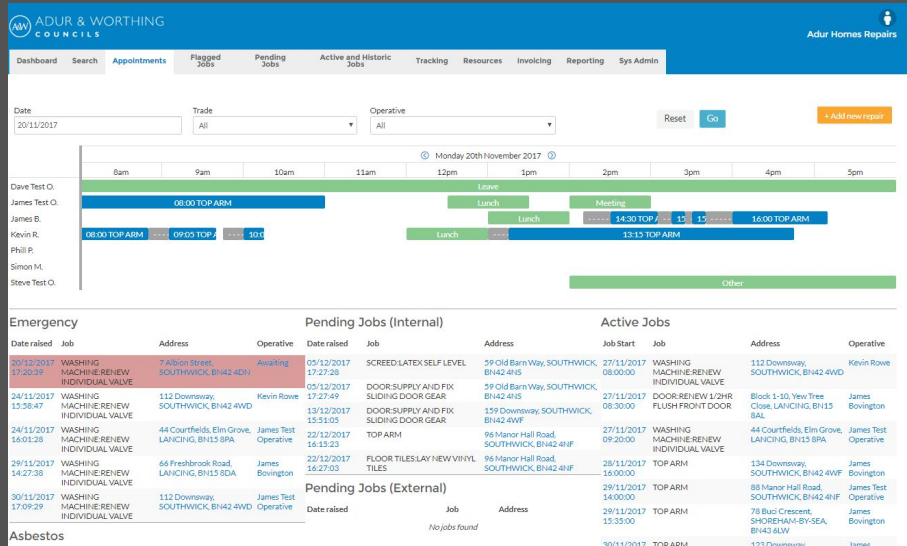 ADUR & WORTHING
COUNCILS
Adur Homes Repairs
Dashboard Search Appointments Flagged Jobs Pending Jobs Active and Historic Jobs Tracking Resources Invoicing Reporting Sys Admin
Date Trade Operative
20/11/2017 All All Reset Go + Add new repair
Monday 20th November 2017
8am 9am 10am 11am 12pm 1pm 2pm 3pm 4pm 5pm
Dave Test O. Leave
James Test O. 08:00 TOP ARM Lunch Meeting
James B. Lunch 14:30 TOP 15 15 16:00 TOP ARM
Kevin R. 08:00 TOP ARM 09:05 TOP 10:0 Lunch 13:15 TOP ARM
Phill P.
Simon M.
Steve Test O. Other
Emergency
Date raised Job Address Operative
20/12/2017 WASHING 7 Albion Street, Awaiting
17:20:39 MACHINE:RENEW SOUTHWICK, BN42 4DN
INDIVIDUAL VALVE
24/11/2017 WASHING 112 Downsway, Kevin Rowe
15:58:47 MACHINE:RENEW SOUTHWICK, BN42 4WD
INDIVIDUAL VALVE
24/11/2017 WASHING 44 Courtfields, Elm Grove, James Test
16:01:28 MACHINE:RENEW LANCING, BN15 8PA Operative
INDIVIDUAL VALVE
29/11/2017 WASHING 66 Freshbrook Road, James
14:27:38 MACHINE:RENEW LANCING, BN15 8DA Bovington
INDIVIDUAL VALVE
30/11/2017 WASHING 112 Downsway, James Test
17:09:29 MACHINE:RENEW SOUTHWICK, BN42 4WD Operative
INDIVIDUAL VALVE
Asbestos
Pending Jobs (Internal)
Date raised Job Address
05/12/2017 SCREED:LATEX SELF LEVEL 59 Old Barn Way, SOUTHWICK,
17:27:28 BN42 4NS
05/12/2017 DOOR:SUPPLY AND FIX 59 Old Barn Way, SOUTHWICK,
17:27:49 SLIDING DOOR GEAR BN42 4NS
13/12/2017 DOOR:SUPPLY AND FIX 159 Downsway, SOUTHWICK,
15:51:05 SLIDING DOOR GEAR BN42 4WF
22/12/2017 TOP ARM 96 Manor Hall Road,
16:15:23 SOUTHWICK, BN42 4NF
22/12/2017 FLOOR TILES:LAY NEW VINYL 96 Manor Hall Road,
16:27:03 TILES SOUTHWICK, BN42 4NF
Pending Jobs (External)
Date raised Job Address
No jobs found
Active Jobs
Job Start Job Address Operative
27/11/2017 WASHING 112 Downsway, Kevin Rowe
08:00:00 MACHINE:RENEW SOUTHWICK, BN42 4WD
INDIVIDUAL VALVE
27/11/2017 DOOR:RENEW 1/2HR Block 1-10, Yew Tree James
08:30:00 FLUSH FRONT DOOR Close, LANCING, BN15 Bovington
8AL
27/11/2017 WASHING 44 Courtfields, Elm Grove, James Test
09:20:00 MACHINE:RENEW LANCING, BN15 8PA Operative
INDIVIDUAL VALVE
28/11/2017 TOP ARM 134 Downsway, James
16:00:00 SOUTHWICK, BN42 4WF Bovington
29/11/2017 TOP ARM 88 Manor Hall Road, James Test
14:00:00 SOUTHWICK, BN42 4NF Operative
29/11/2017 TOP ARM 78 Buci Crescent, James
15:35:00 SHOREHAM-BY-SEA, Bovington
BN43 6LW
30/11/2017 TOP ARM 123 Downsway, James